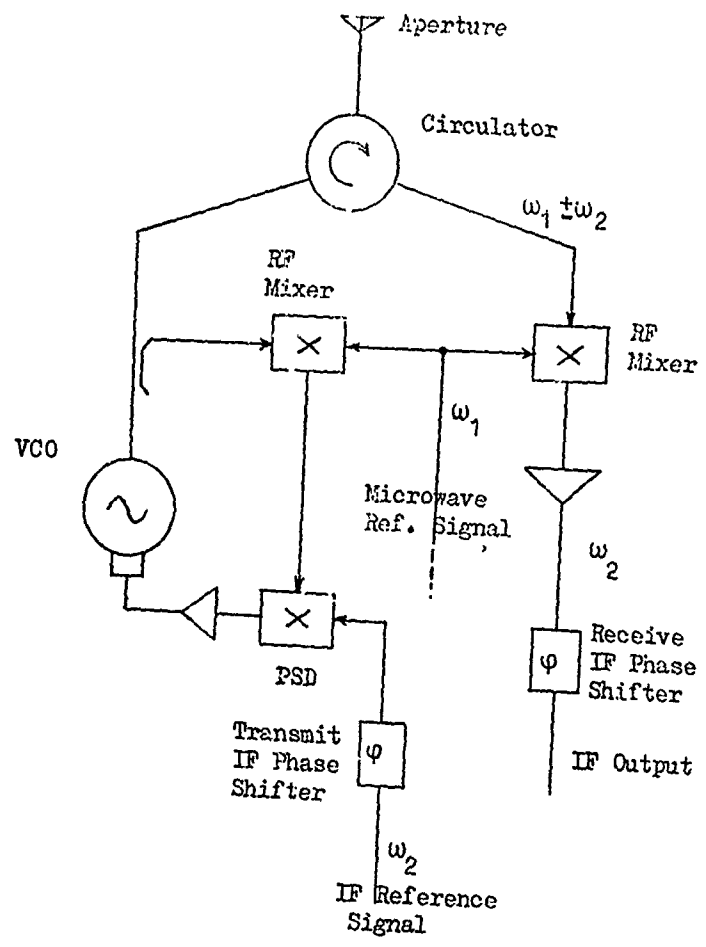 Aperture
Circulator
ω1 ±ω2
RF
Mixer
RF
Mixer
ω1
VCO
Microwave
Ref. Signal
ω2
Receive
IF Phase
Shifter
φ
PSD
Transmit
IF Phase
Shifter
φ
IF Output
ω2
IF Reference
Signal